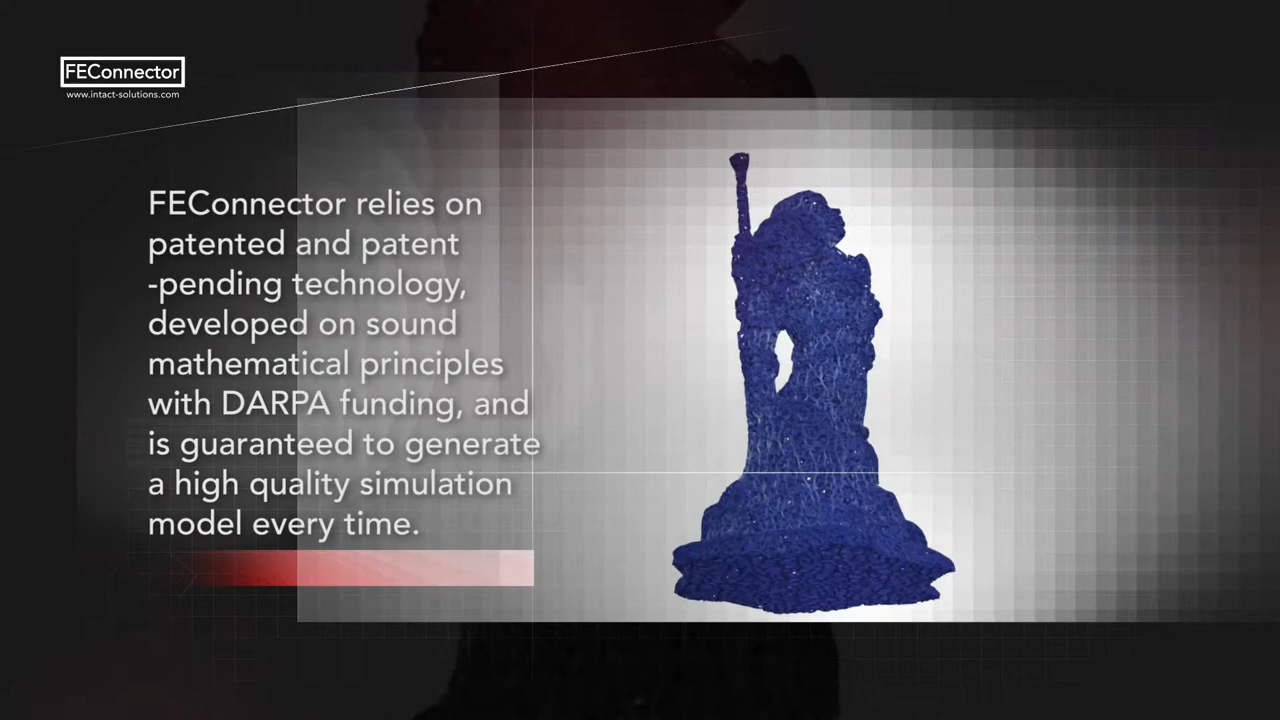 FEConnector
www.intact-solutions.com
FEConnector relies on
patented and patent
-pending technology,
developed on sound
mathematical principles
with DARPA funding, and
is guaranteed to generate
a high quality simulation
model every time.